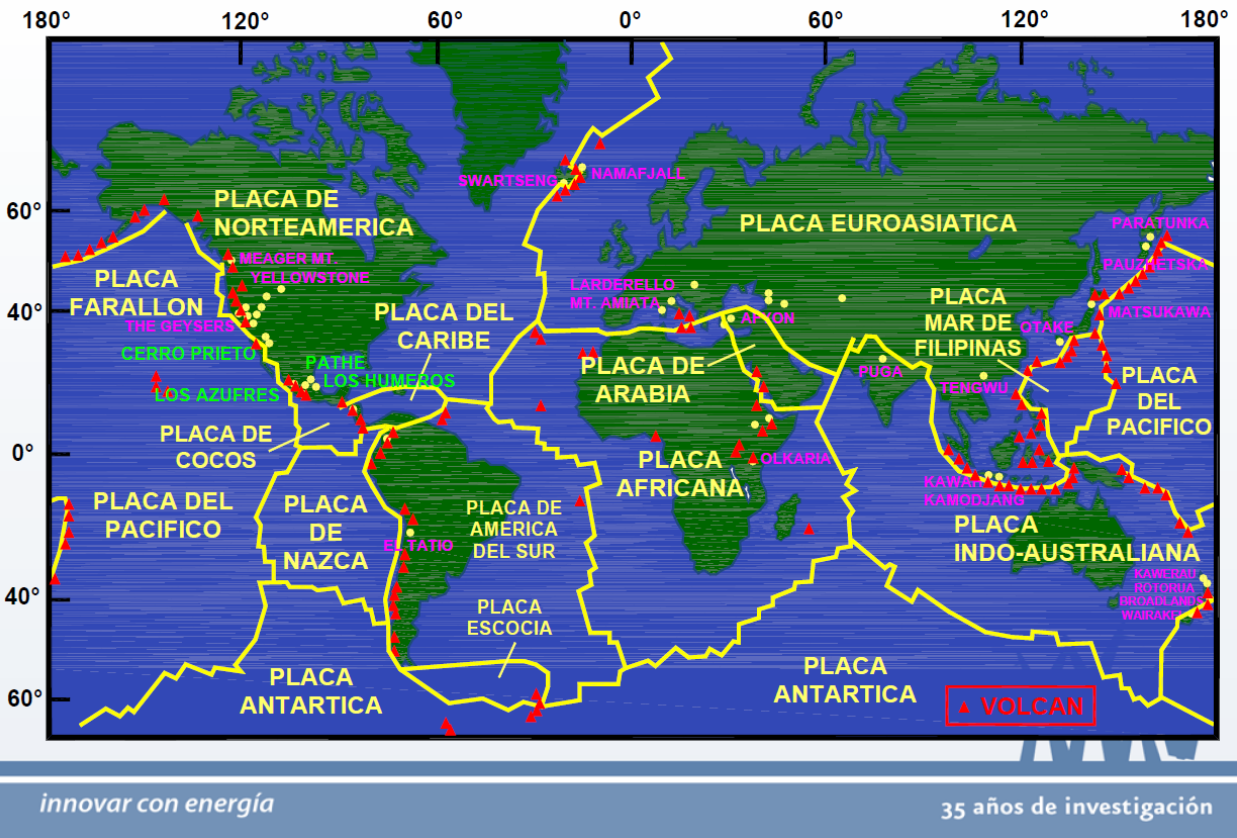 180°
120°
60°
0°
60°
120°
180°
60°
40°
0°
40°
60°
PLACA DE
NORTEAMERICA
SWARTSENG
NAMAFJALL
PLACA EUROASIATICA
PARATUNKA
PAUZHETSKA
MEAGER MT.
YELLOWSTONE
PLACA
FARALLON
THE GEYSERS
CERRO PRIETO
PLACA DEL
CARIBE
PATHE
LOS HUMEROS
LOS AZUFRES
LARDERELLO
MT. AMIATA
PLACA DE
ARABIA
PUGA
PLACA
MAR DE
FILIPINAS
OTAKE
MATSUKAWA
TENGWU
PLACA
DEL
PACIFICO
PLACA DE
COCOS
PLACA
AFRICANA
OLKARIA
KAMODJANG
PLACA DEL
PACIFICO
PLACA
DE
NAZCA
EL TATIO
PLACA DE
AMERICA
DEL SUR
PLACA
INDO-AUSTRALIANA
KAWERAU
ROTORUA
BROADLANDS
WAIRAKEI
PLACA
ESCOCIA
PLACA
ANTARTICA
PLACA
ANTARTICA
VOLCAN
innovar con energía
35 años de investigación